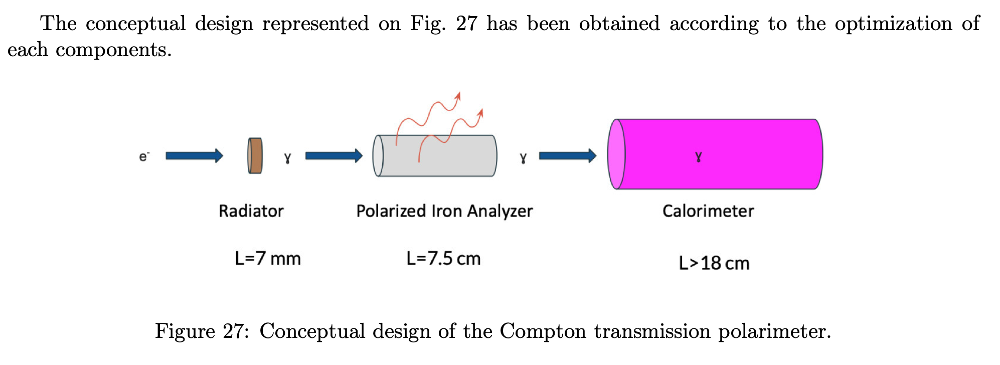 The conceptual design represented on Fig. 27 has been obtained according to the optimization of
each components.
e⁻
γ
γ
γ
Radiator
Polarized Iron Analyzer
Calorimeter
L=7 mm
L=7.5 cm
L>18 cm
Figure 27: Conceptual design of the Compton transmission polarimeter.